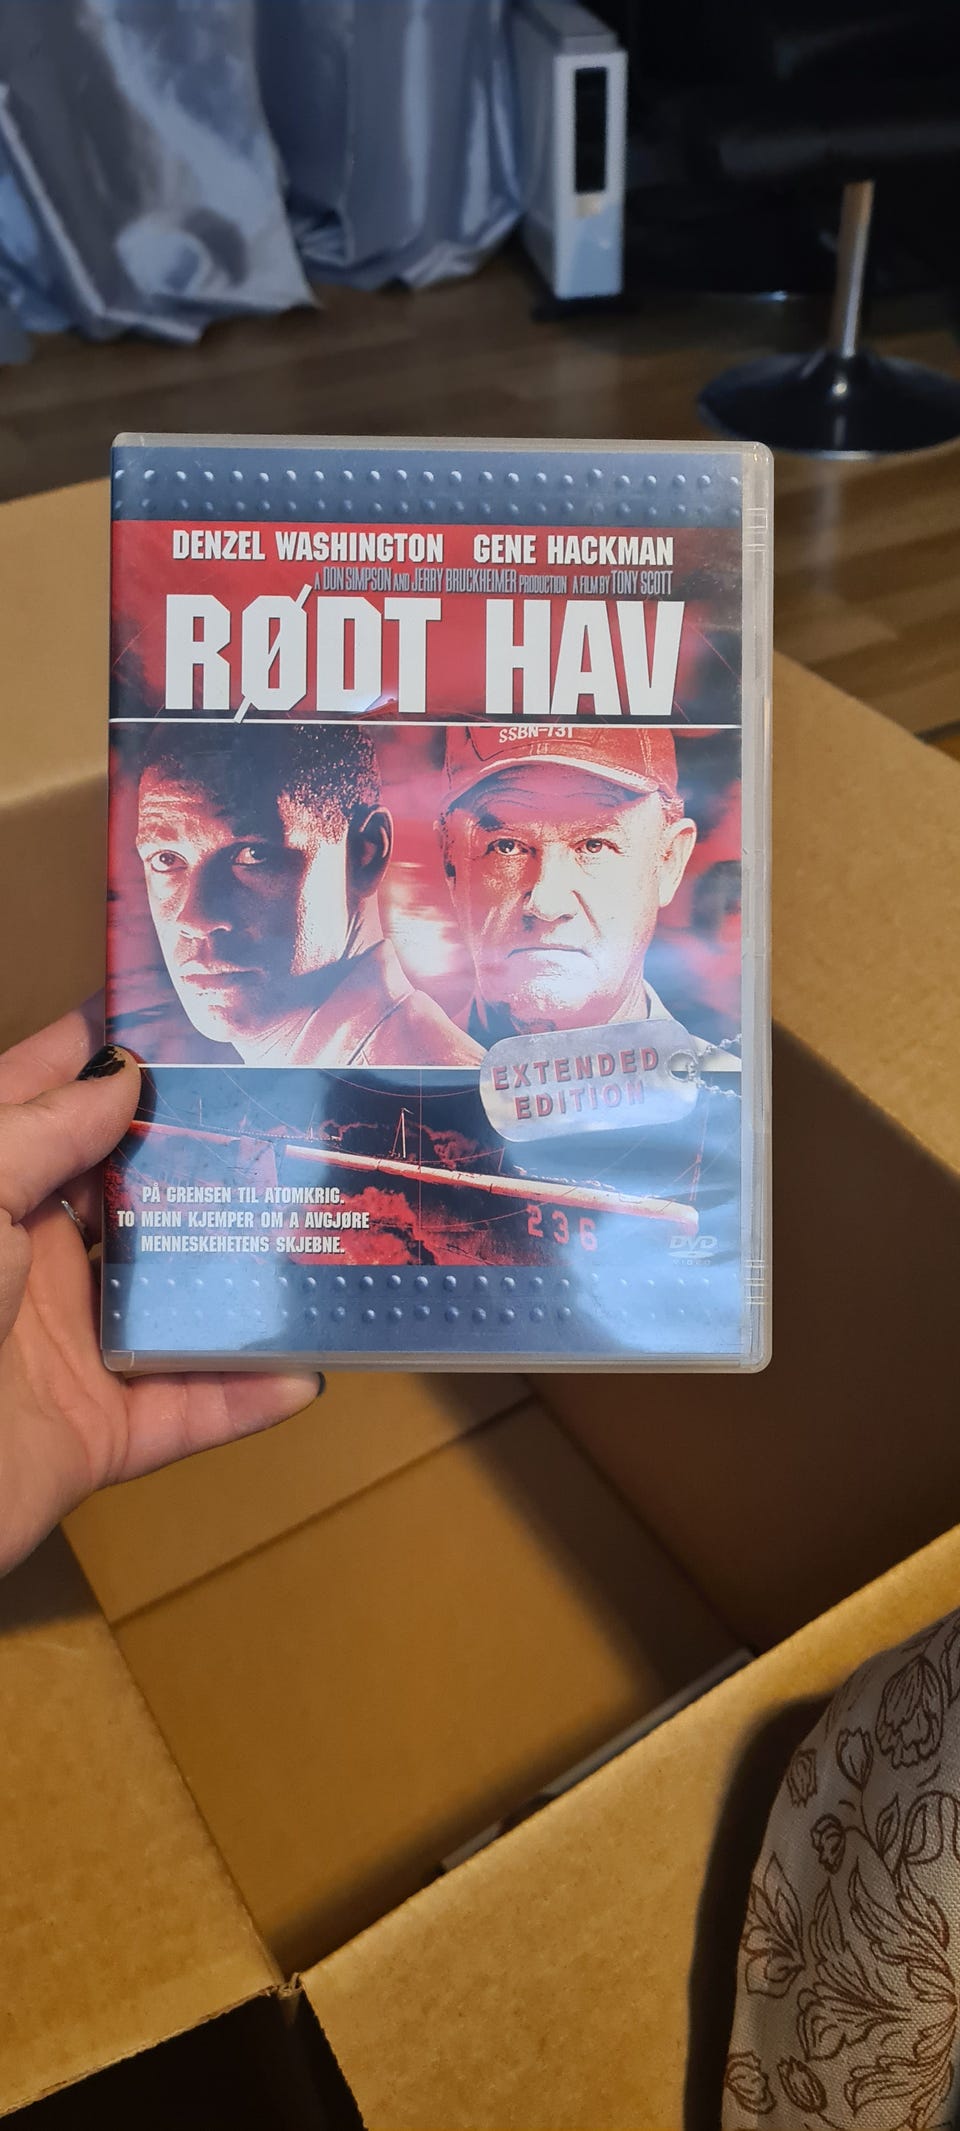 DENZEL WASHINGTON GENE HACKMAN
A DON SIMPSON AND JERRY BRUCKHEIMER PRODUCTION A FILM BY TONY SCOTT
RØDT HAV
SSBN-731
EXTENDED
EDITION
PÅ GRENSEN TIL ATOMKRIG.
TO MENN KJEMPER OM A AVGJØRE
MENNESKEHETENS SKJEBNE.
236
DVD
VIDEO